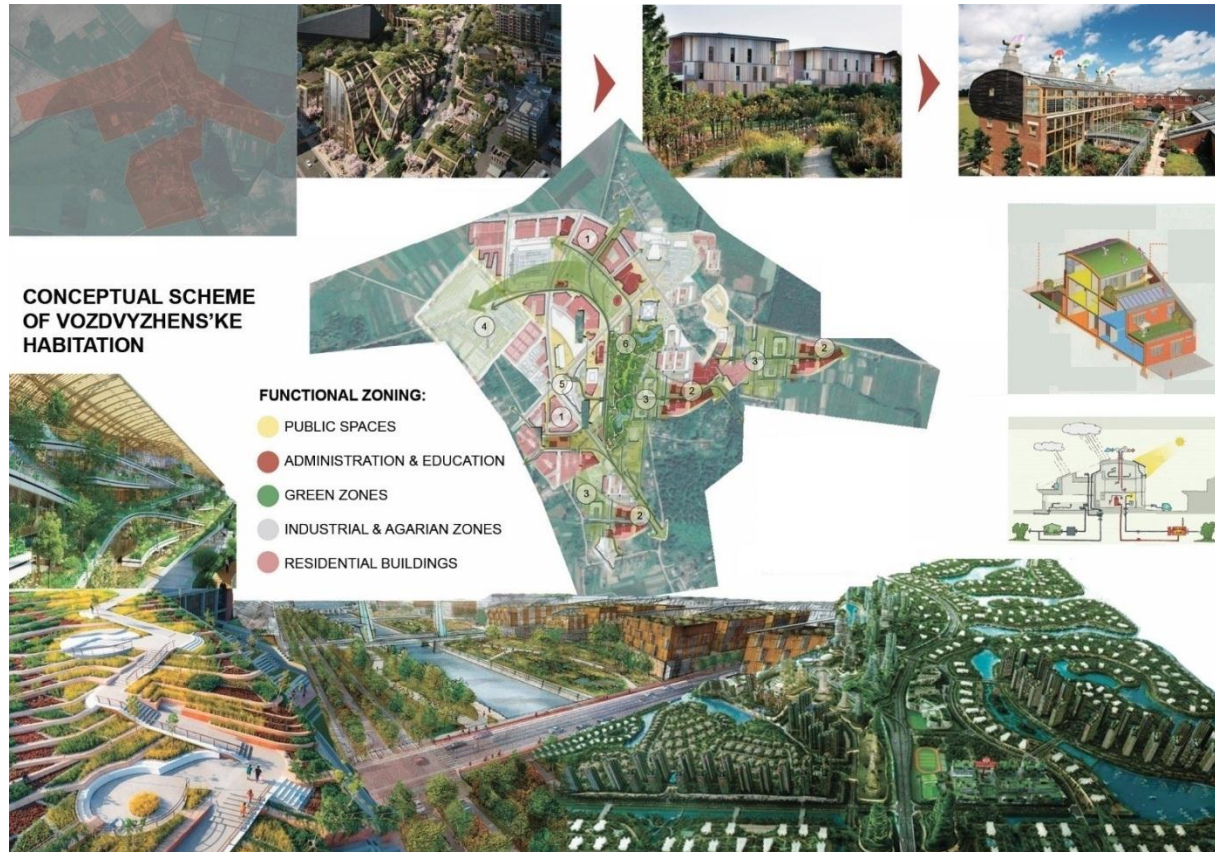 CONCEPTUAL SCHEME
OF VOZDVYZHENS'KE
HABITATION
FUNCTIONAL ZONING:
PUBLIC SPACES
ADMINISTRATION & EDUCATION
GREEN ZONES
INDUSTRIAL & AGARIAN ZONES
RESIDENTIAL BUILDINGS
1
4
6
2
3
2
3
5
1
3
2